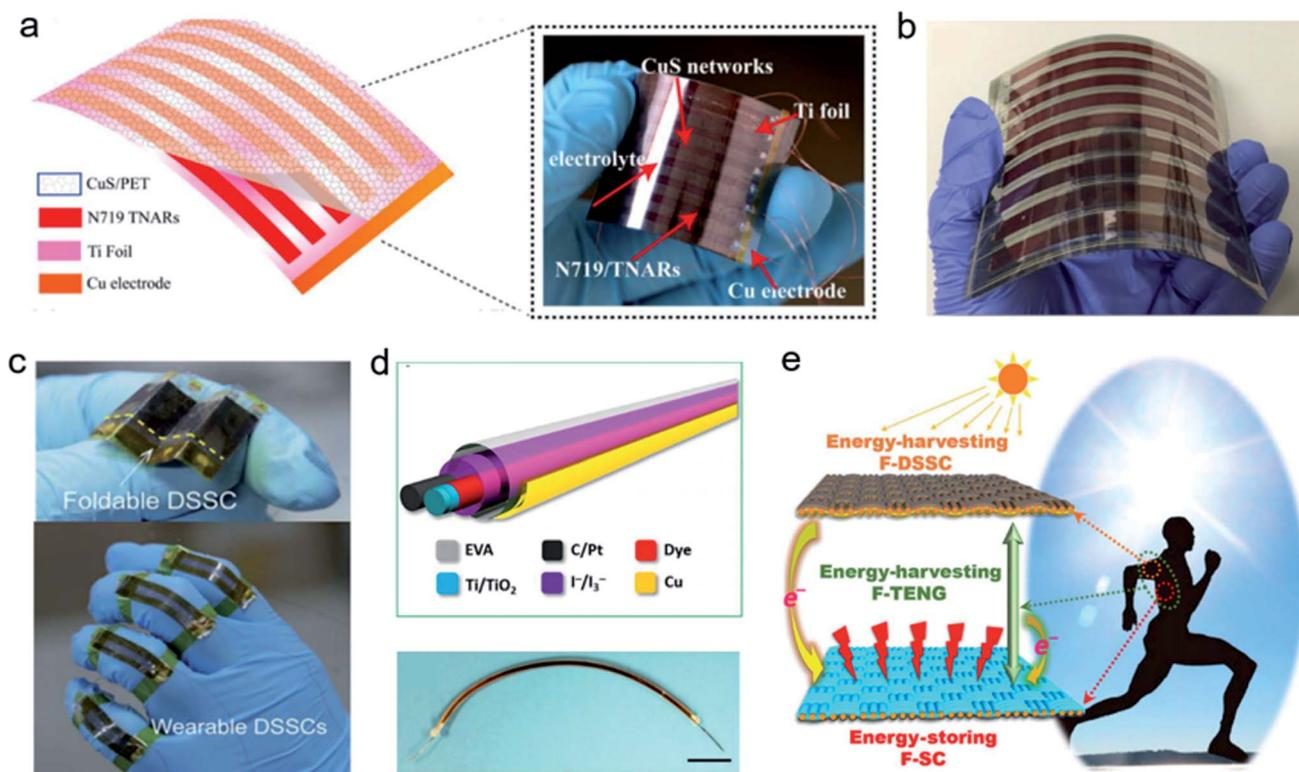 a
CuS/PET
N719 TNARs
Ti Foil
Cu electrode
CuS networks
Ti foil
electrolyte
N719/TNARs
Cu electrode
b
c
Foldable DSSC
Wearable DSSCs
d
EVA
C/Pt
Dye
Ti/TiO₂
I⁻/I₃⁻
Cu
e
Energy-harvesting
F-DSSC
Energy-harvesting
F-TENG
e⁻
e⁻
Energy-storing
F-SC